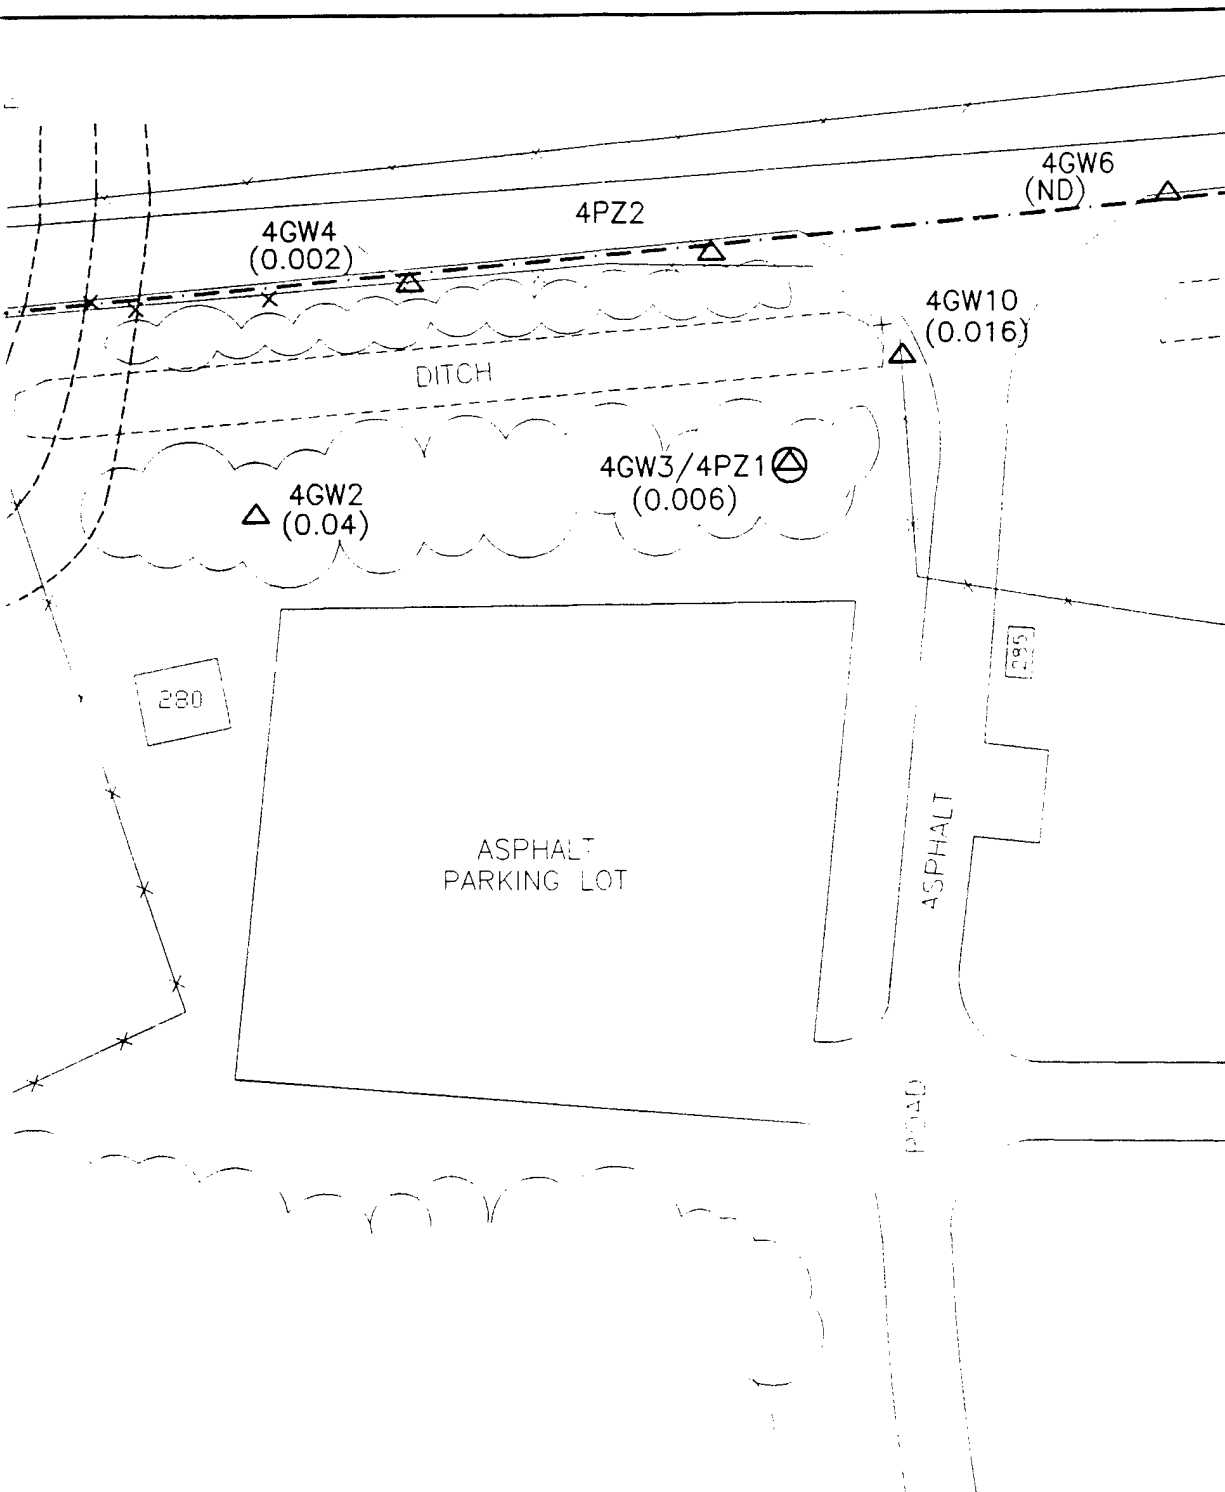 4GW6
(ND)
4PZ2
4GW4
(0.002)
4GW10
(0.016)
DITCH
4GW3/4PZ1
(0.006)
4GW2
(0.04)
285
280
ASPHALT
PARKING LOT
ASPHALT
ROAD